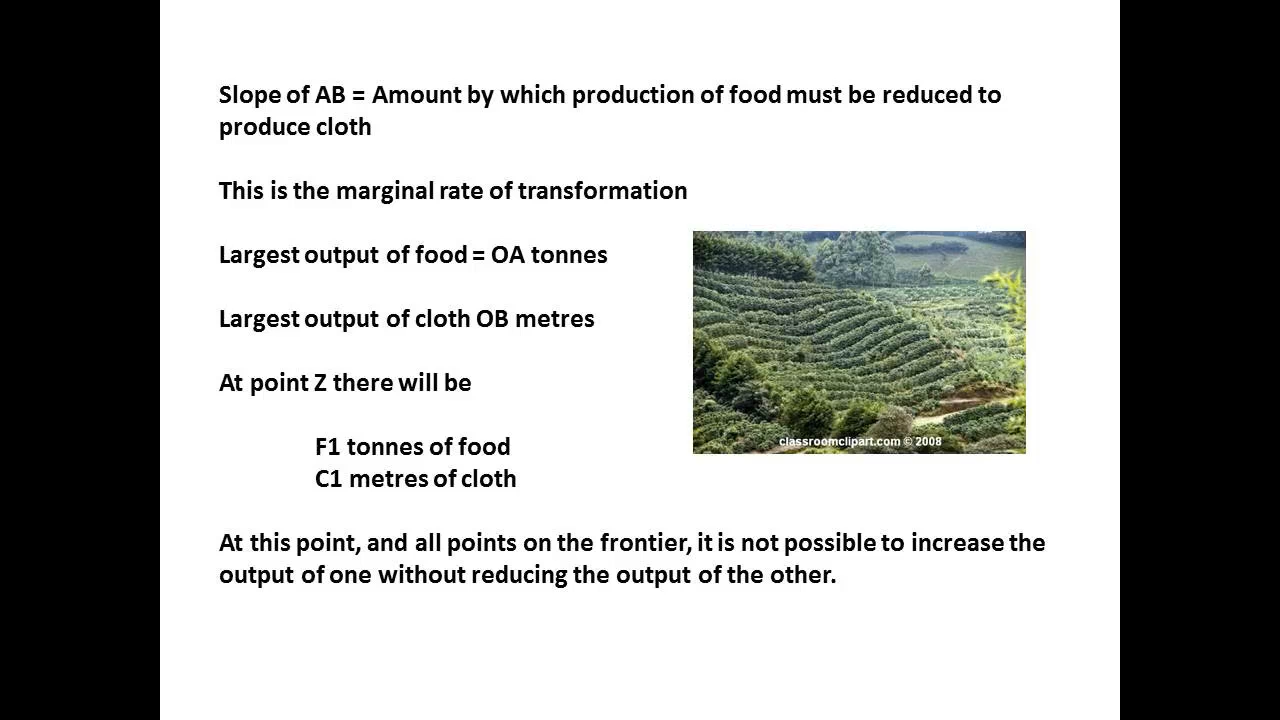 Slope of AB = Amount by which production of food must be reduced to
produce cloth
This is the marginal rate of transformation
Largest output of food = OA tonnes
Largest output of cloth OB metres
At point Z there will be
F1 tonnes of food
C1 metres of cloth
classroomclipart.com © 2008
At this point, and all points on the frontier, it is not possible to increase the
output of one without reducing the output of the other.